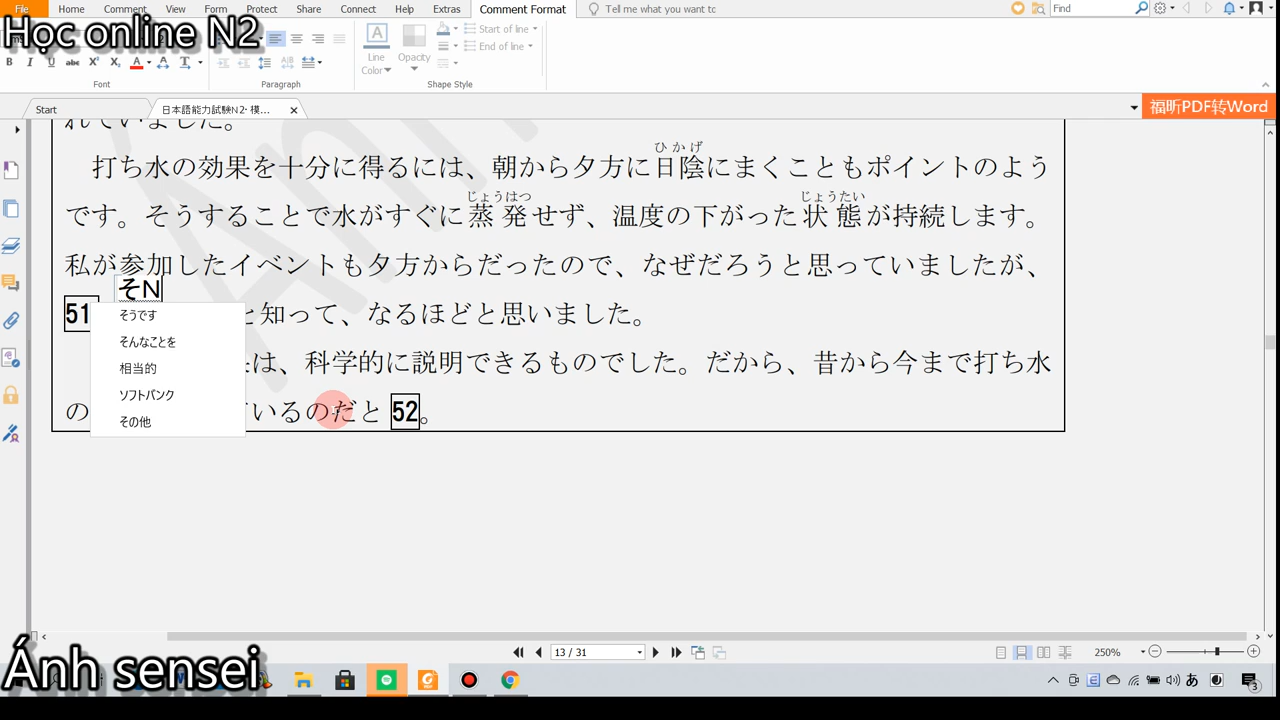 File Home Comment View Form Protect Share Connect Help Extras Comment Format Tell me what you want tc Find
Học online N2
Line Color Opacity Start of line End of line
Font Paragraph Shape Style
Start 日本語能力試験N2- 模... 福昕PDF转Word
れていました。
打ち水の効果を十分に得るには、朝から夕方に日陰にまくこともポイントのよう
ひかげ
です。そうすることで水がすぐに蒸発せず、温度の下がった状態が持続します。
じょうはつ じょうたい
私が参加したイベントも夕方からだったので、なぜだろうと思っていましたが、
そN
51 と知って、なるほどと思いました。
そうです
そんなことを
相当的
ソフトバンク
その他
は、科学的に説明できるものでした。だから、昔から今まで打ち水
の ているのだと 52。
13 / 31 250%
Ánh sensei
あ 3